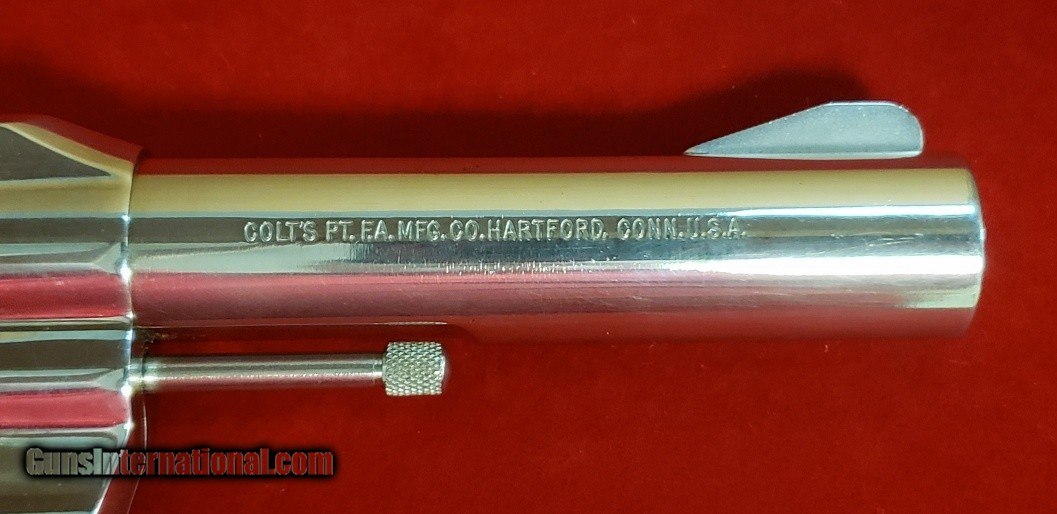 COLT'S PT. F.A. MFG. CO. HARTFORD, CONN. U.S.A.
GunsInternational.com